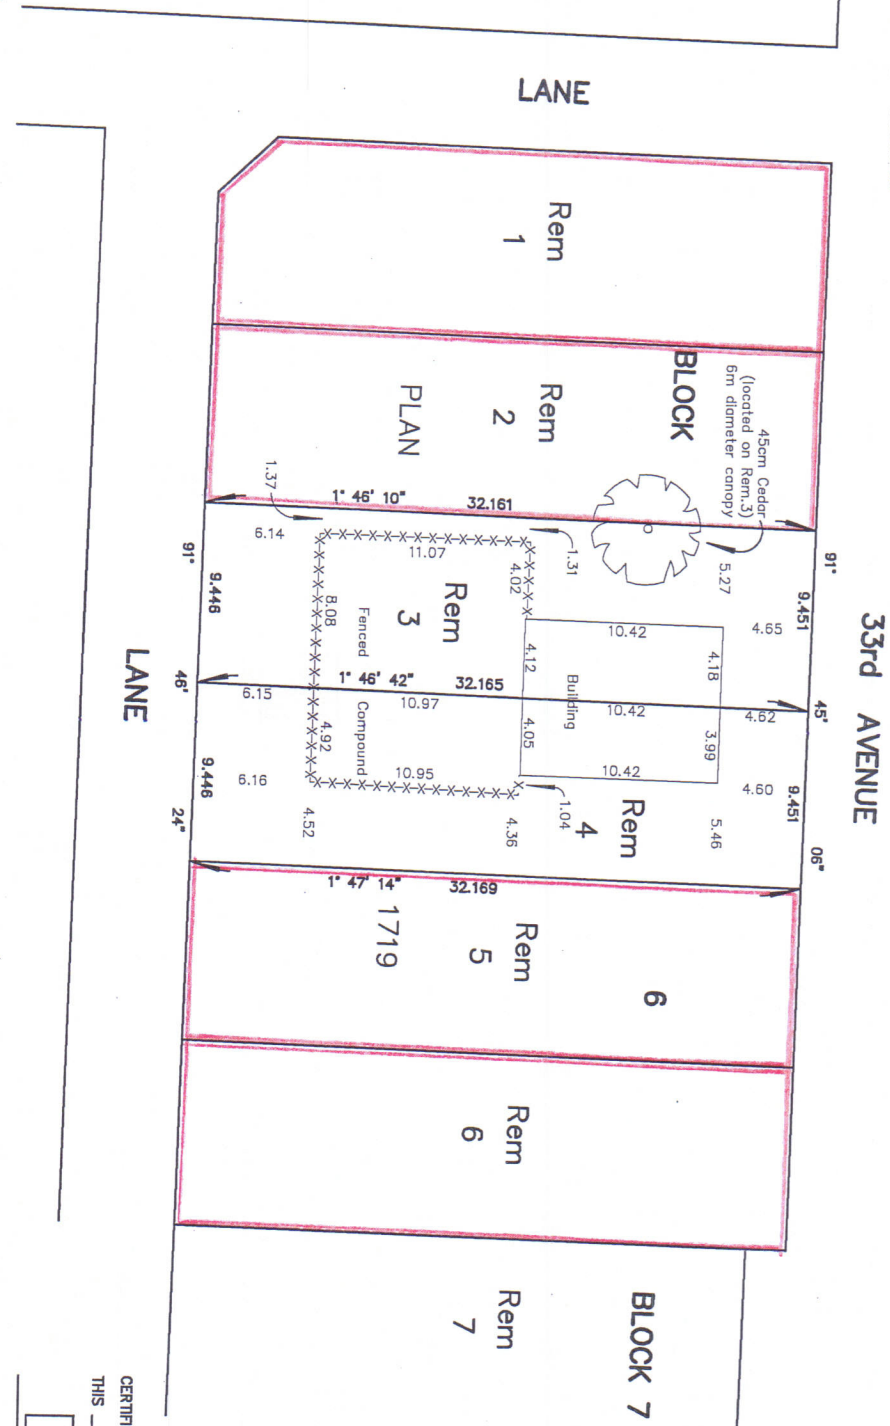 33rd AVENUE
LANE
Rem
1
BLOCK
45cm Cedar
(located on Rem.3)
6m diameter canopy
Rem
2
PLAN
1° 46' 10"
32.161
1.37
6.14
11.07
1.31
5.27
91°
9.451
4.65
10.42
4.18
4.02
4.12
Rem
3
8.08
Fenced
Compound
91°
9.446
46'
6.15
1° 46' 42"
32.165
10.97
Building
10.42
4.62
45'
3.99
4.05
4.92
10.95
10.42
4.60
9.451
9.446
6.16
4.52
4.36
1.04
Rem
4
5.46
06"
24"
LANE
1° 47' 14"
32.169
1719
Rem
5
6
Rem
6
BLOCK 7
Rem
7
THIS